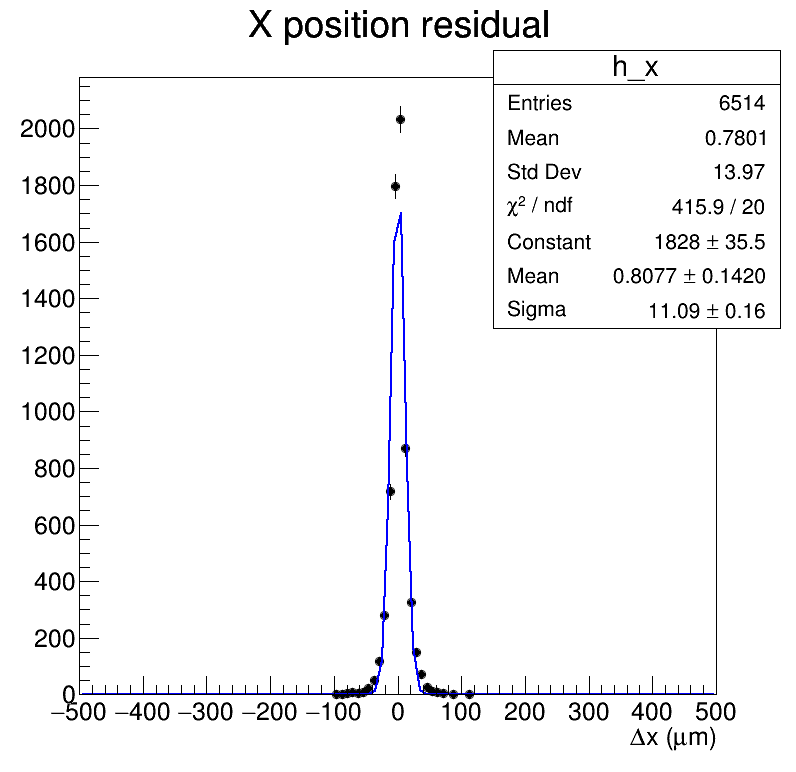 X position residual
h_x
Entries 6514
Mean 0.7801
Std Dev 13.97
χ² / ndf 415.9 / 20
Constant 1828 ± 35.5
Mean 0.8077 ± 0.1420
Sigma 11.09 ± 0.16
2000
1800
1600
1400
1200
1000
800
600
400
200
0
−500 −400 −300 −200 −100 0 100 200 300 400 500
Δx (μm)